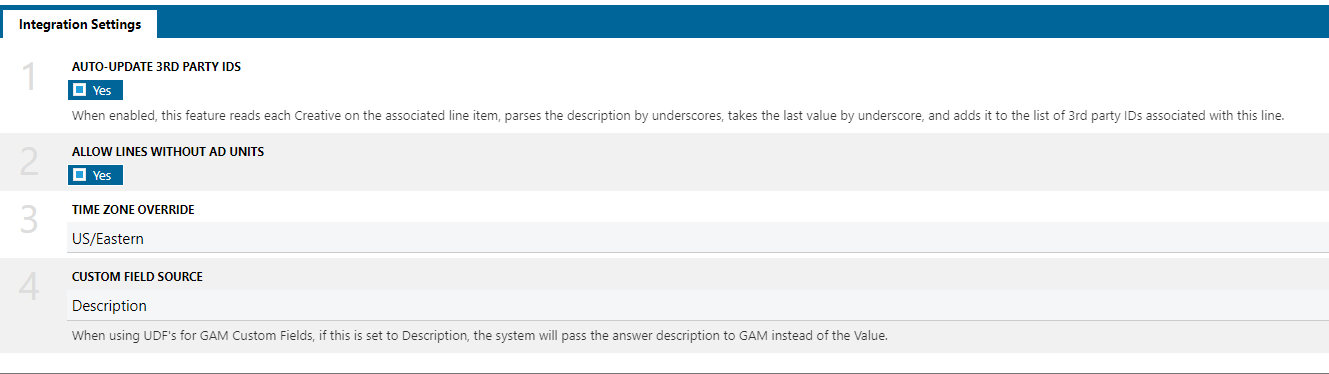 Integration Settings
1
AUTO-UPDATE 3RD PARTY IDS
Yes
When enabled, this feature reads each Creative on the associated line item, parses the description by underscores, takes the last value by underscore, and adds it to the list of 3rd party IDs associated with this line.
2
ALLOW LINES WITHOUT AD UNITS
Yes
3
TIME ZONE OVERRIDE
US/Eastern
4
CUSTOM FIELD SOURCE
Description
When using UDF's for GAM Custom Fields, if this is set to Description, the system will pass the answer description to GAM instead of the Value.